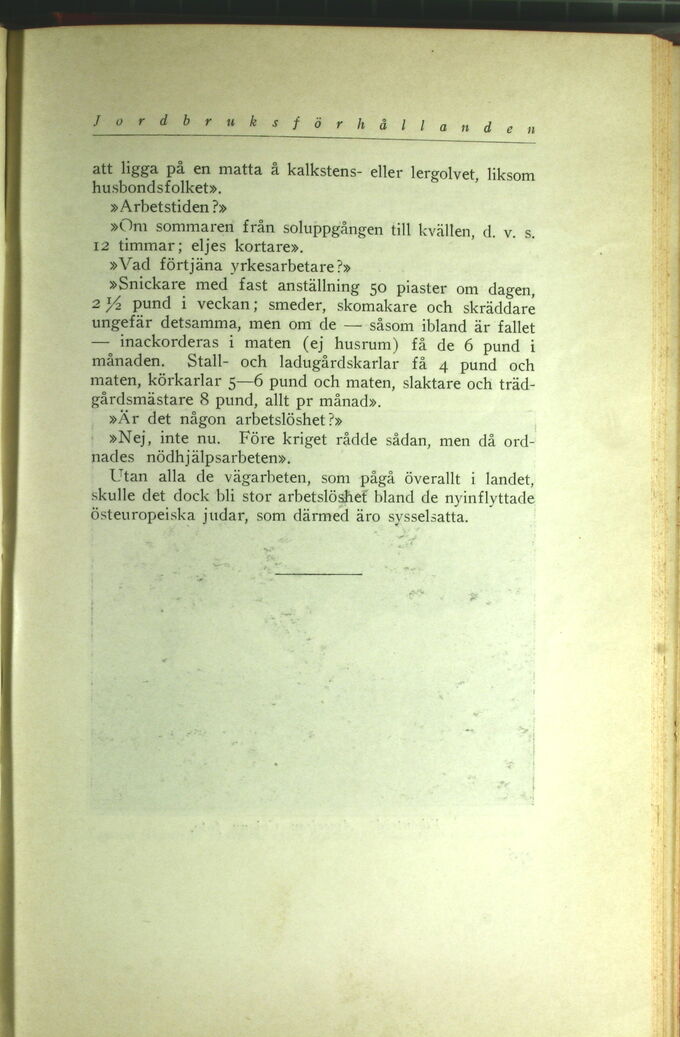 Jordbruksförhållanden
att ligga på en matta å kalkstens- eller lergolvet, liksom
husbondsfolket».
»Arbetstiden?»
»Om sommaren från soluppgången till kvällen, d. v. s.
12 timmar; eljes kortare».
»Vad förtjäna yrkesarbetare?»
»Snickare med fast anställning 50 piaster om dagen,
2 ½ pund i veckan; smeder, skomakare och skräddare
ungefär detsamma, men om de — såsom ibland är fallet
— inackorderas i maten (ej husrum) få de 6 pund i
månaden. Stall- och ladugårdskarlar få 4 pund och
maten, körkarlar 5—6 pund och maten, slaktare och träd-
gårdsmästare 8 pund, allt pr månad».
»Är det någon arbetslöshet?»
»Nej, inte nu. Före kriget rådde sådan, men då ord-
nades nödhjälpsarbeten».
Utan alla de vägarbeten, som pågå överallt i landet,
skulle det dock bli stor arbetslöshet bland de nyinflyttade
östeuropeiska judar, som därmed äro sysselsatta.